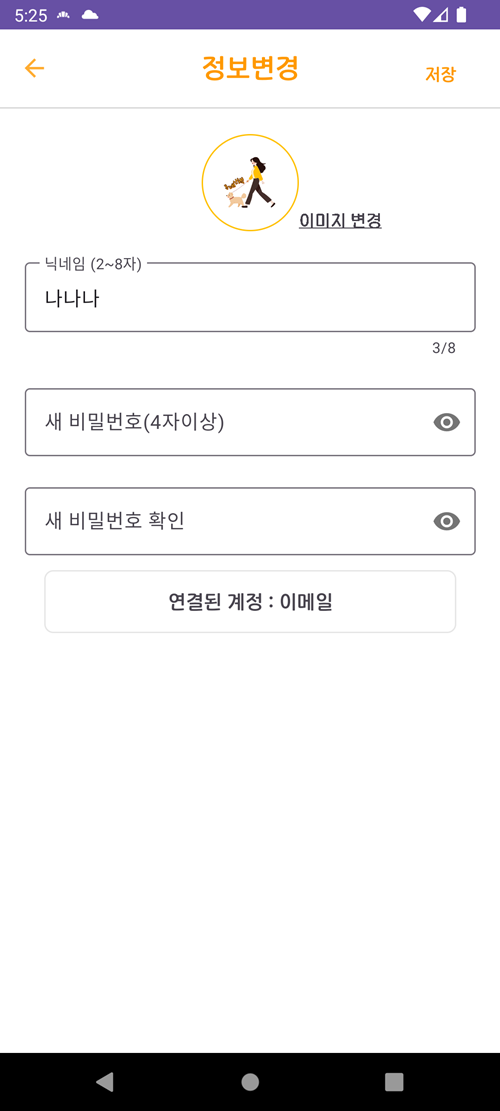 5:25
정보변경
저장
이미지 변경
닉네임 (2~8자)
나나나
3/8
새 비밀번호(4자이상)
새 비밀번호 확인
연결된 계정 : 이메일